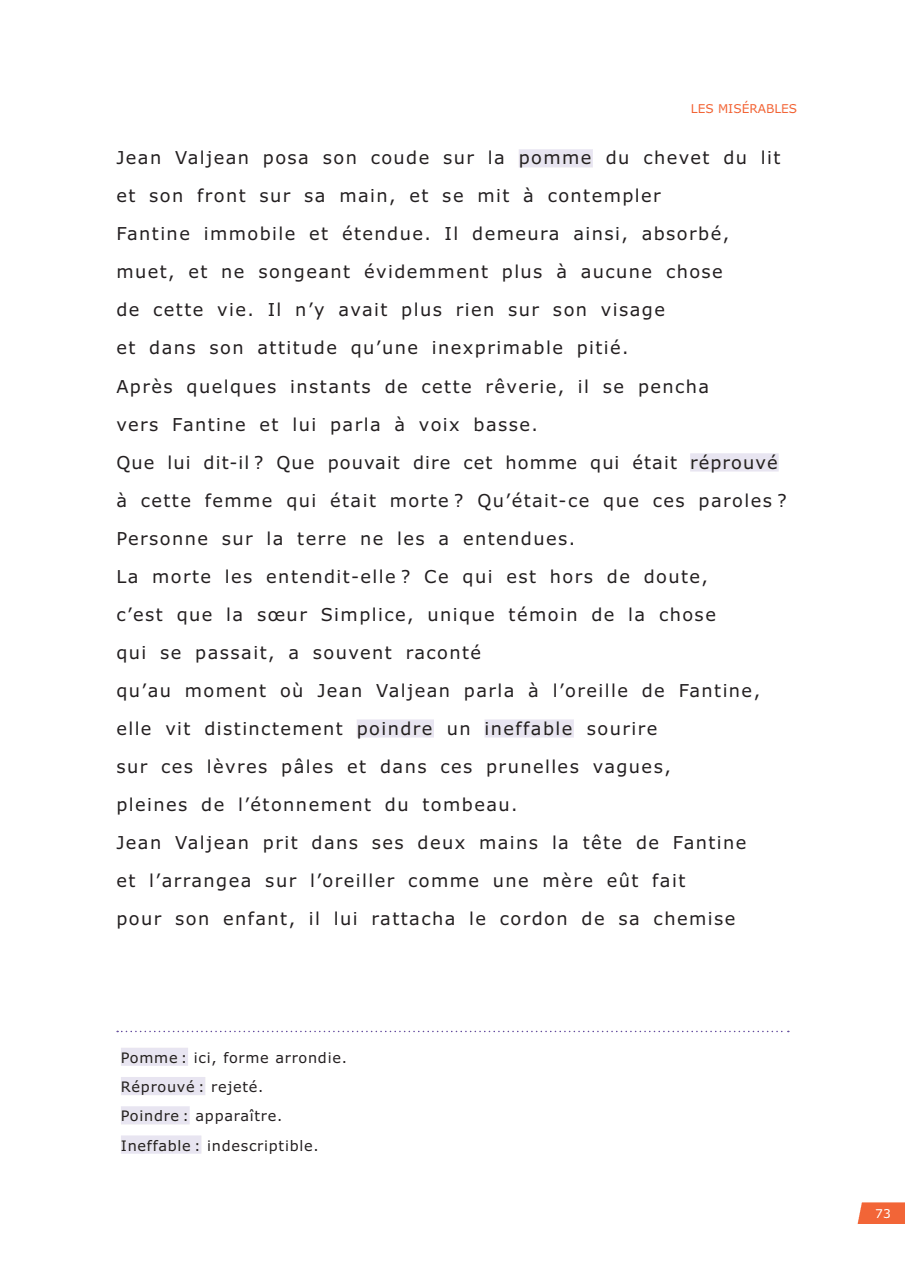 LES MISÉRABLES
Jean Valjean posa son coude sur la pomme du chevet du lit
et son front sur sa main, et se mit à contempler
Fantine immobile et étendue. Il demeura ainsi, absorbé,
muet, et ne songeant évidemment plus à aucune chose
de cette vie. Il n’y avait plus rien sur son visage
et dans son attitude qu’une inexprimable pitié.
Après quelques instants de cette rêverie, il se pencha
vers Fantine et lui parla à voix basse.
Que lui dit-il ? Que pouvait dire cet homme qui était réprouvé
à cette femme qui était morte ? Qu’était-ce que ces paroles ?
Personne sur la terre ne les a entendues.
La morte les entendit-elle ? Ce qui est hors de doute,
c’est que la sœur Simplice, unique témoin de la chose
qui se passait, a souvent raconté
qu’au moment où Jean Valjean parla à l’oreille de Fantine,
elle vit distinctement poindre un ineffable sourire
sur ces lèvres pâles et dans ces prunelles vagues,
pleines de l’étonnement du tombeau.
Jean Valjean prit dans ses deux mains la tête de Fantine
et l’arrangea sur l’oreiller comme une mère eût fait
pour son enfant, il lui rattacha le cordon de sa chemise
Pomme : ici, forme arrondie.
Réprouvé : rejeté.
Poindre : apparaître.
Ineffable : indescriptible.
73